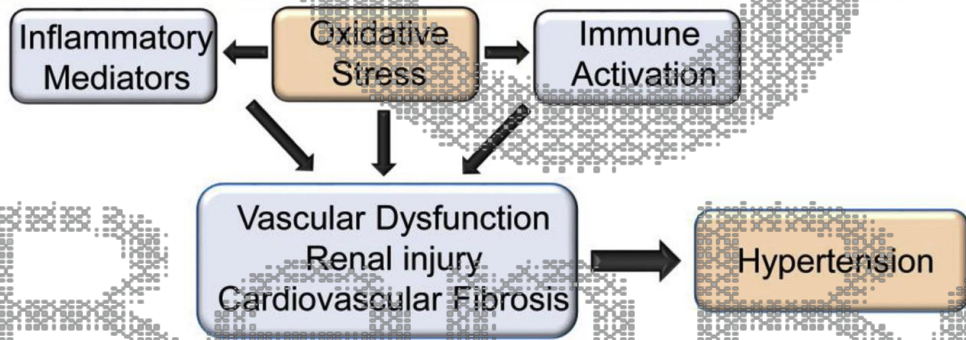 Inflammatory
Mediators
Oxidative
Stress
Immune
Activation
Vascular Dysfunction
Renal injury
Cardiovascular Fibrosis
Hypertension